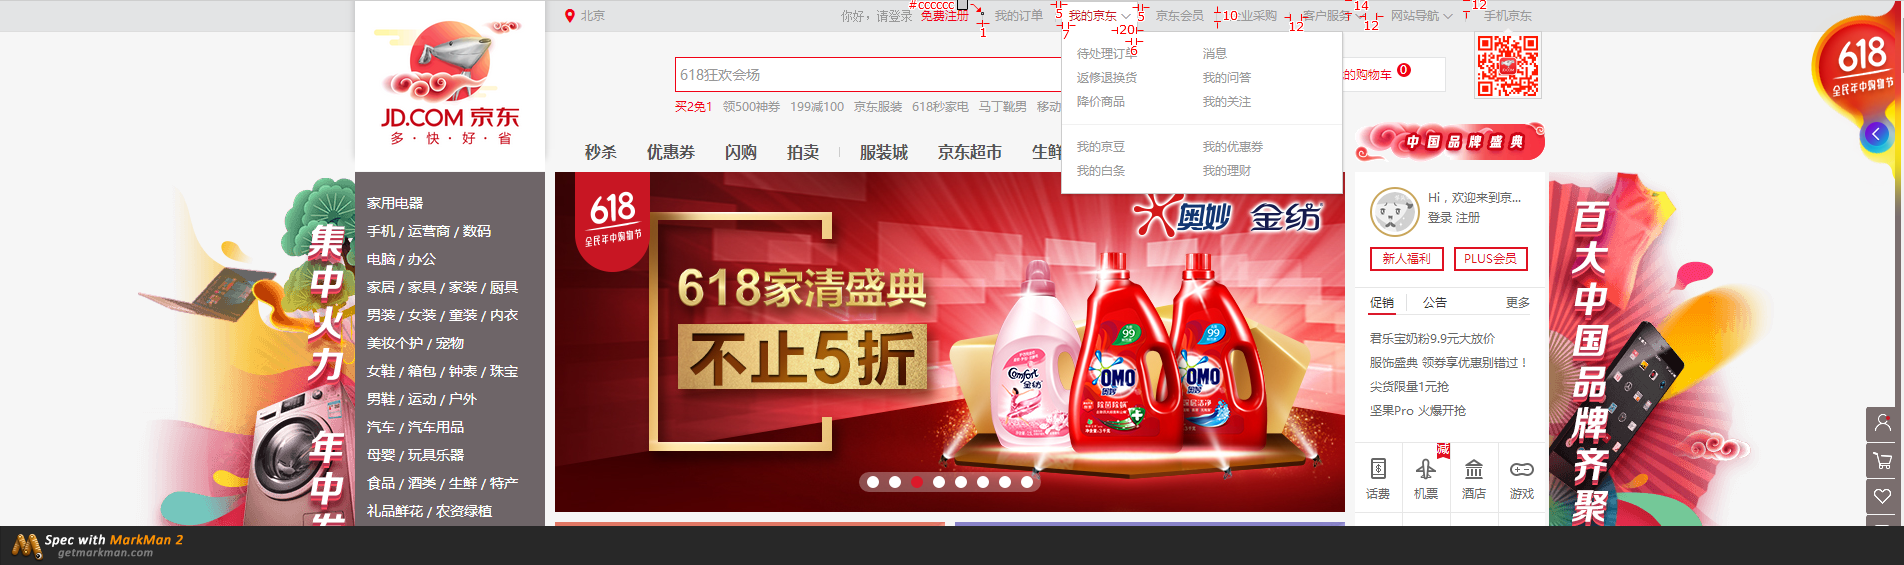 北京
你好，请登录 免费注册 我的订单 我的京东 京东会员 企业采购 客户服务 网站导航 手机京东
#cccccc
1
5
7
5
20
6
10
12
14
12
12
JD.COM 京东
多·快·好·省
618狂欢会场
买2免1 领500神券 199减100 京东服装 618秒家电 马丁靴男 移动
待处理订单 消息
返修退换货 我的问答
降价商品 我的关注
我的京豆 我的优惠券
我的白条 我的理财
的购物车 0
618
全民年中购物节
秒杀 优惠券 闪购 拍卖 服装城 京东超市 生鲜
中国品牌盛典
家用电器
手机 / 运营商 / 数码
电脑 / 办公
家居 / 家具 / 家装 / 厨具
男装 / 女装 / 童装 / 内衣
美妆个护 / 宠物
女鞋 / 箱包 / 钟表 / 珠宝
男鞋 / 运动 / 户外
汽车 / 汽车用品
母婴 / 玩具乐器
食品 / 酒类 / 生鲜 / 特产
礼品鲜花 / 农资绿植
集中火力
年中
618
全民年中购物节
奥妙 金纺
618家清盛典
不止5折
Comfort
金纺
OMO
奥妙
除菌除螨
99
OMO
奥妙
深层洁净
99
Hi，欢迎来到京...
登录 注册
新人福利 PLUS会员
促销 公告 更多
君乐宝奶粉9.9元大放价
服饰盛典 领券享优惠别错过！
尖货限量1元抢
坚果Pro 火爆开抢
减
话费 机票 酒店 游戏
百大中国品牌齐聚
Spec with MarkMan 2
getmarkman.com